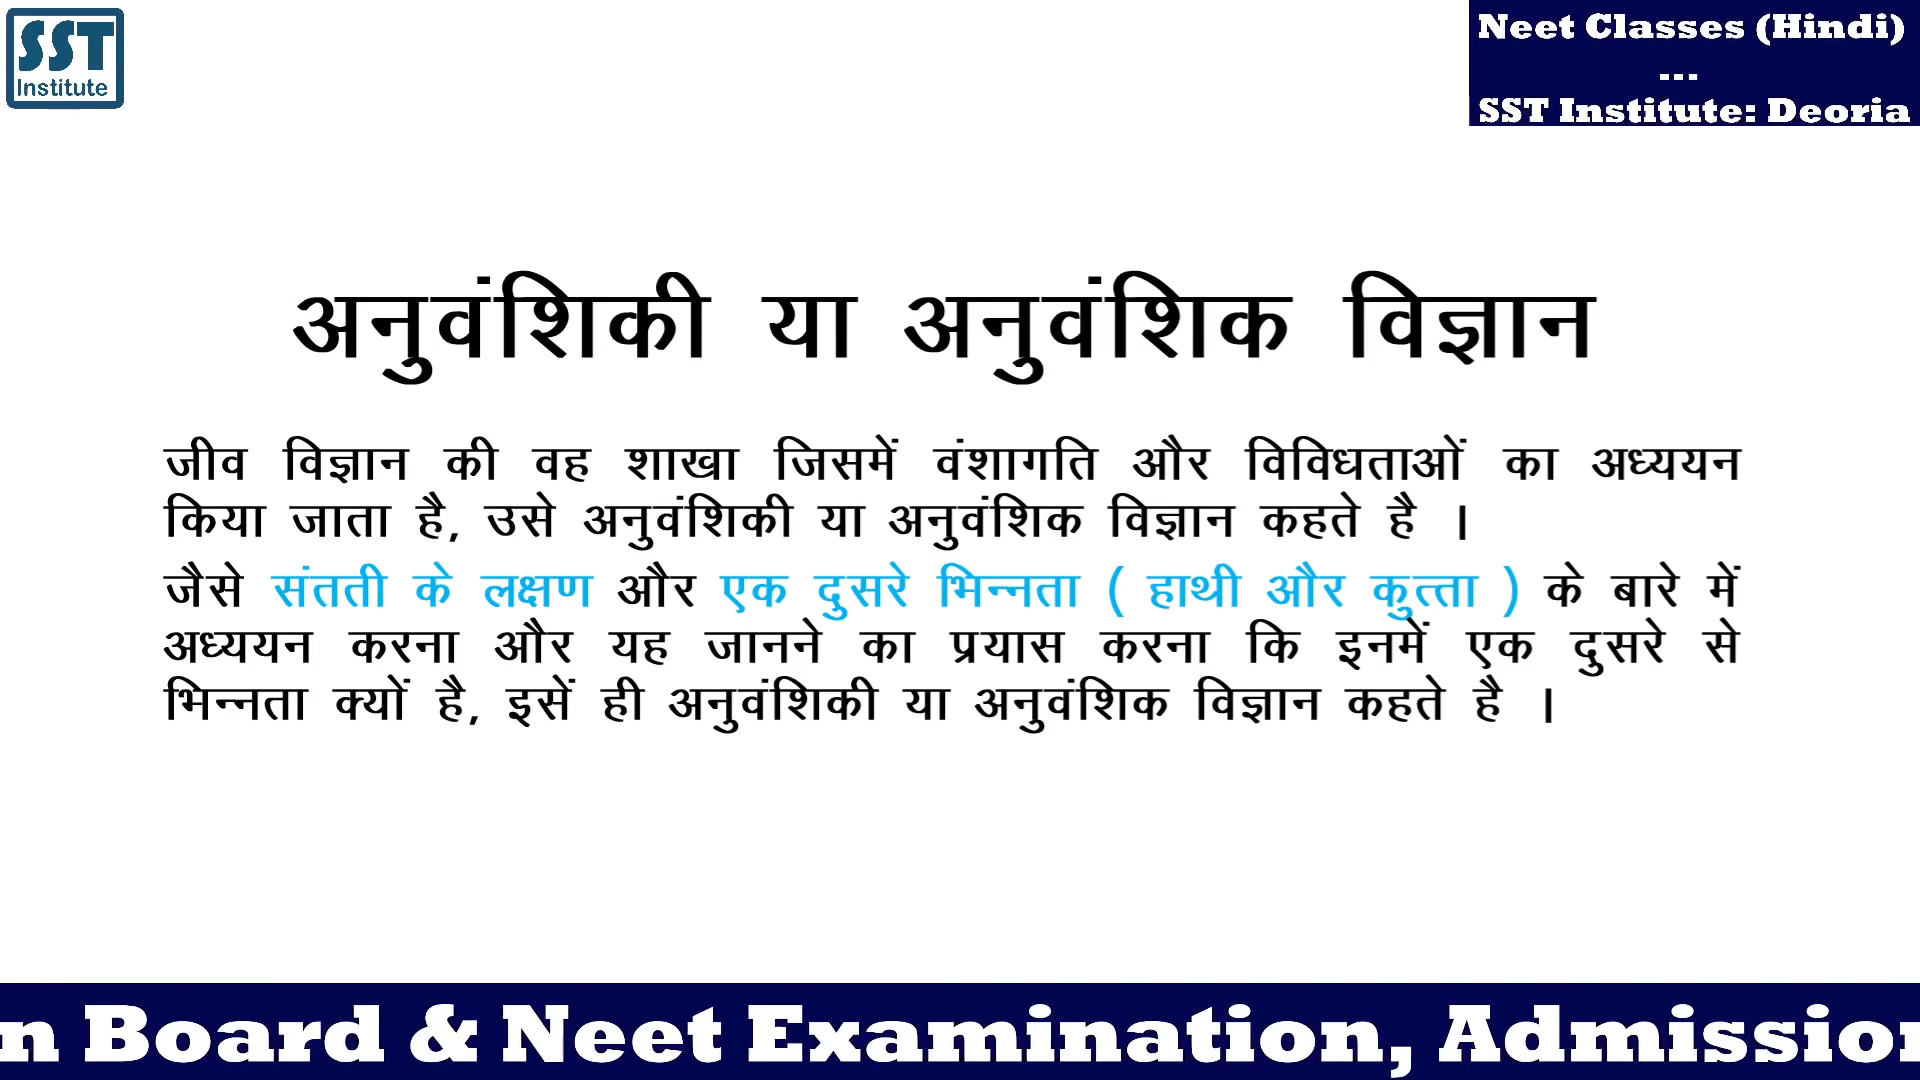 SST
Institute
Neet Classes (Hindi)
---
SST Institute: Deoria
अनुवंशिकी या अनुवंशिक विज्ञान
जीव विज्ञान की वह शाखा जिसमें वंशागति और विविधताओं का अध्ययन
किया जाता है, उसे अनुवंशिकी या अनुवंशिक विज्ञान कहते है ।
जैसे संतती के लक्षण और एक दुसरे भिन्नता ( हाथी और कुत्ता ) के बारे में
अध्ययन करना और यह जानने का प्रयास करना कि इनमें एक दुसरे से
भिन्नता क्यों है, इसें ही अनुवंशिकी या अनुवंशिक विज्ञान कहते है ।
n Board & Neet Examination, Admission